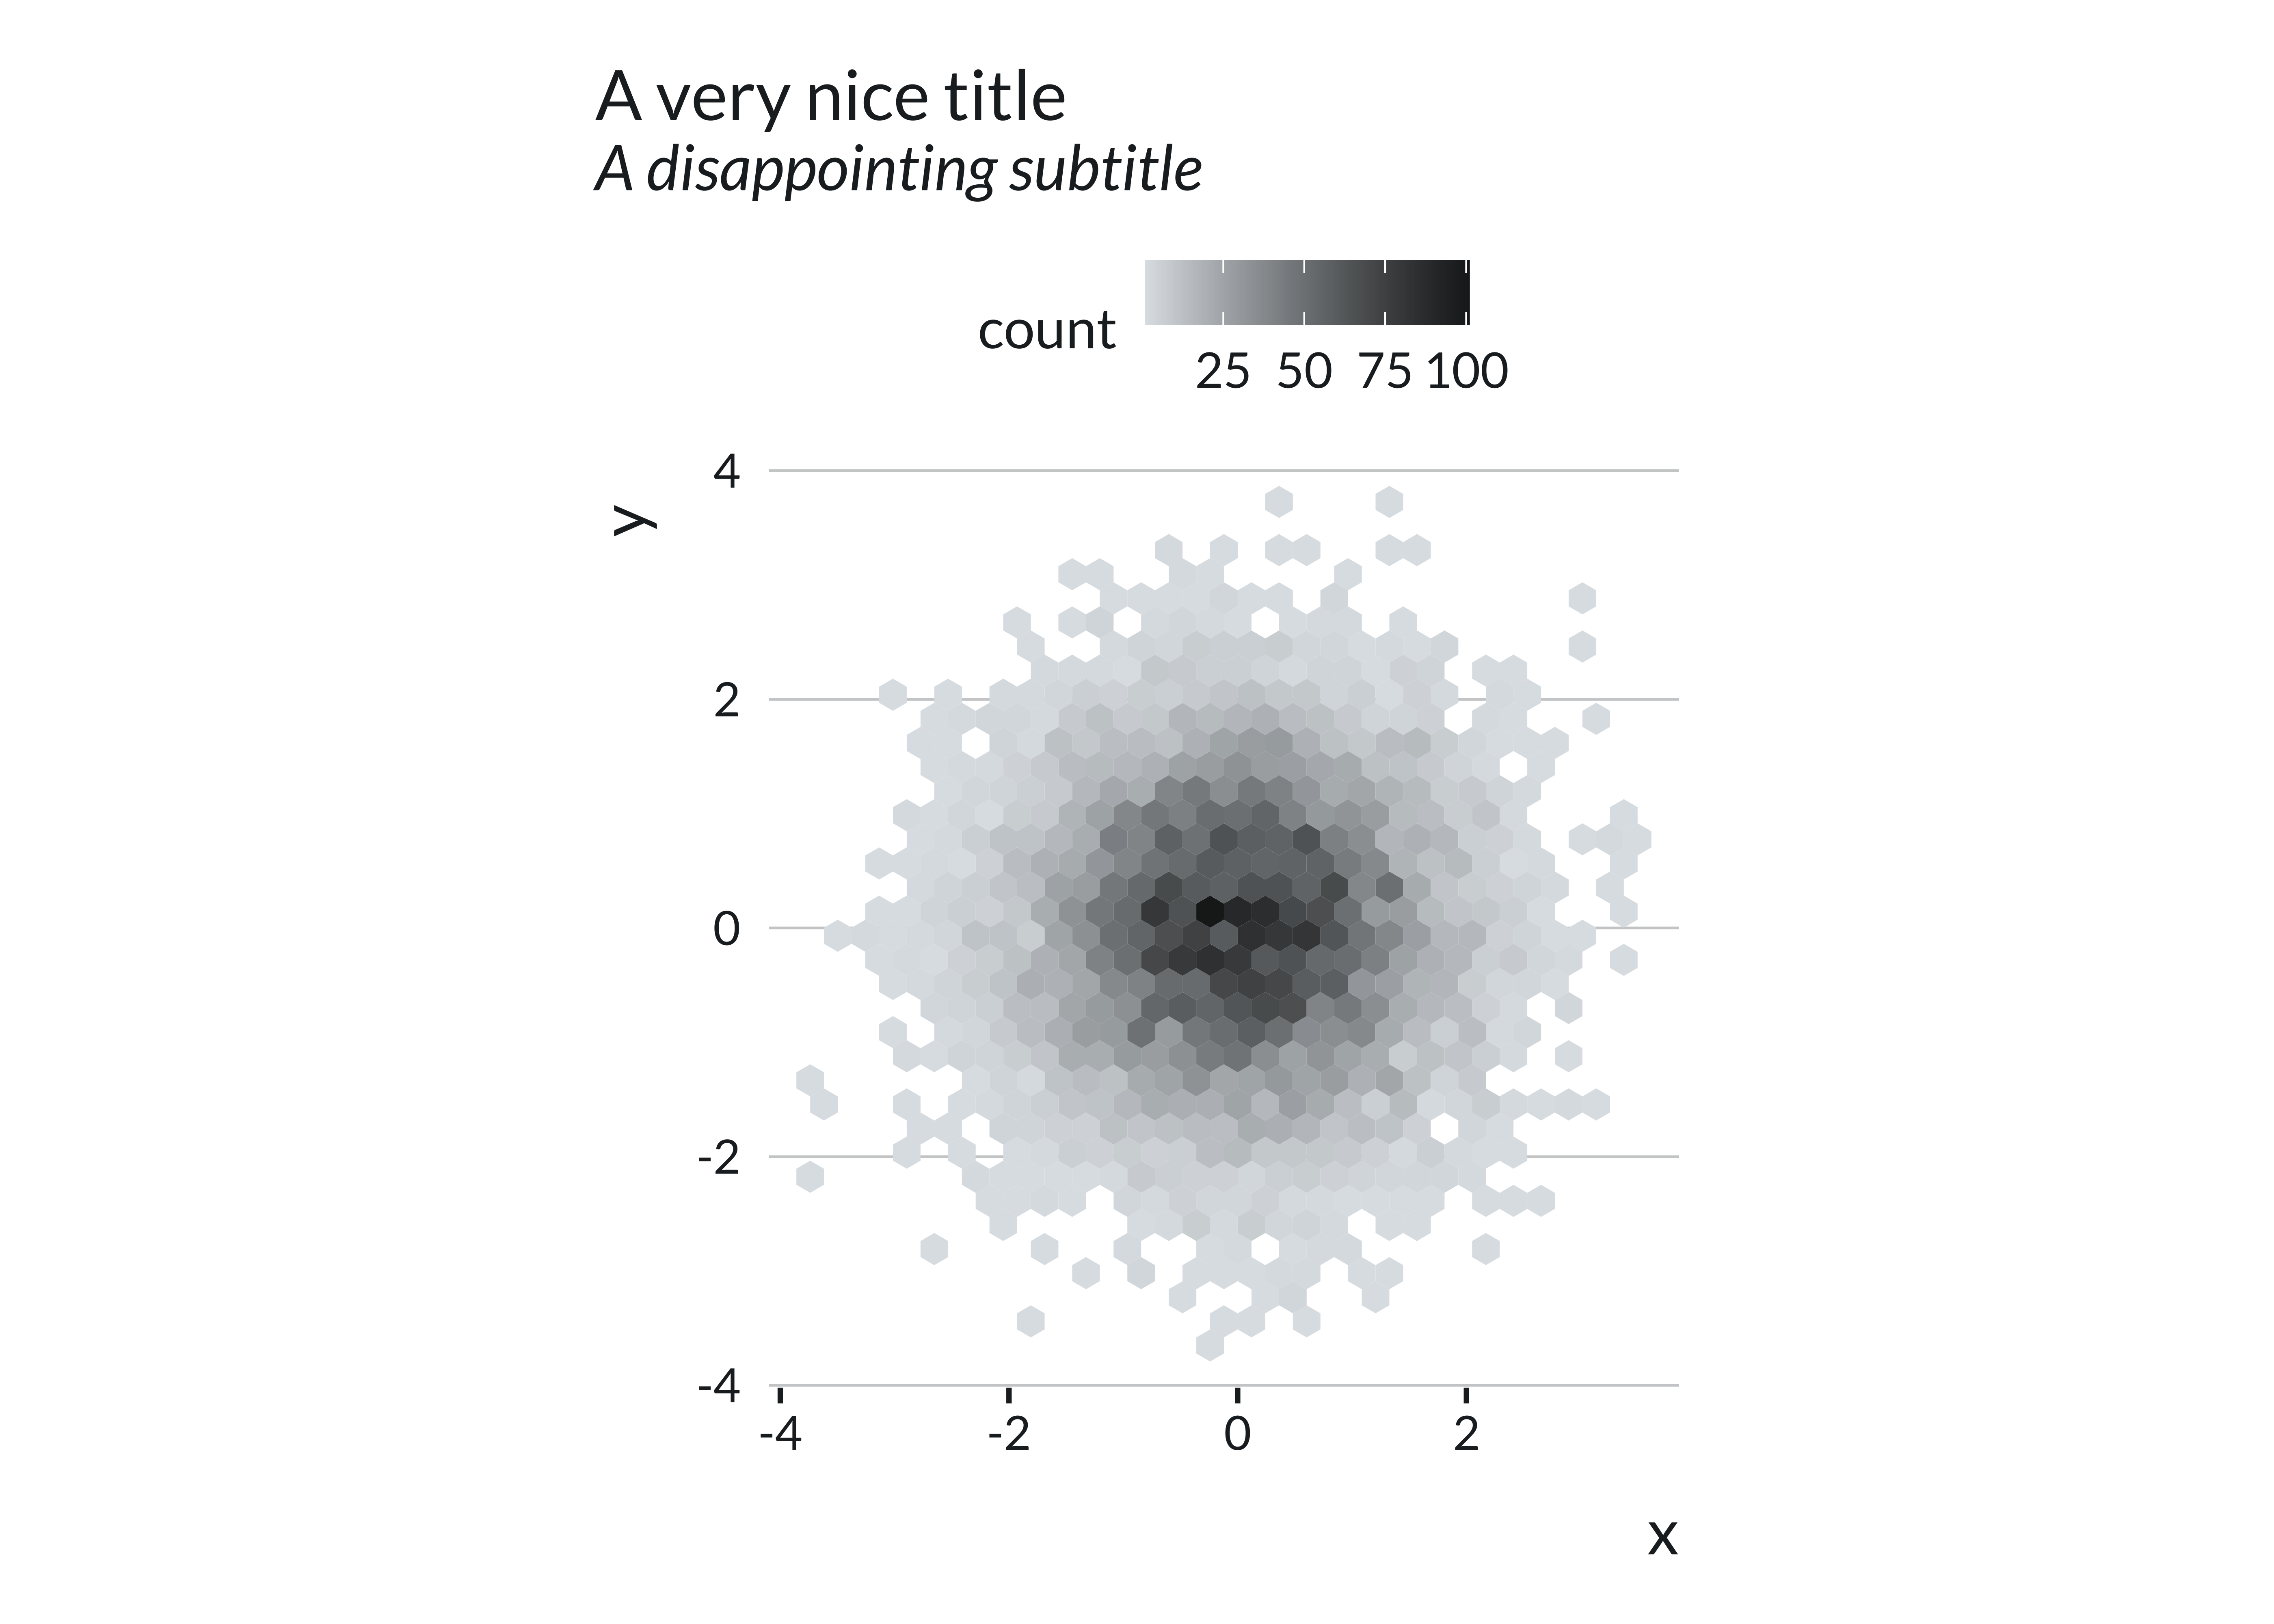 A very nice title
A disappointing subtitle
count
25 50 75 100
4
y
2
0
-2
-4
-4 -2 0 2
x